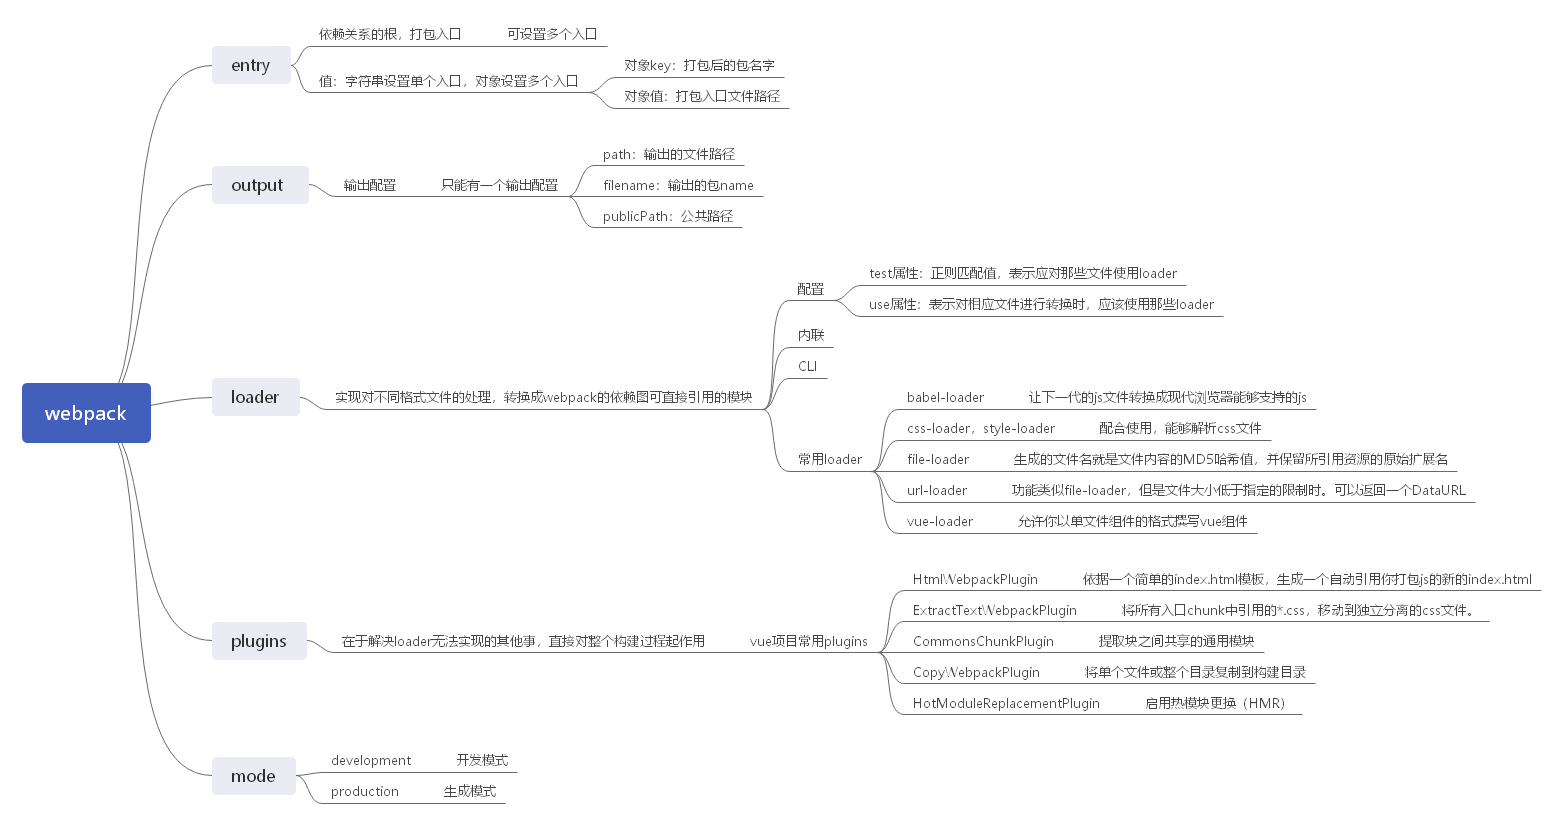 webpack
entry
依赖关系的根，打包入口
可设置多个入口
值：字符串设置单个入口，对象设置多个入口
对象key：打包后的包名字
对象值：打包入口文件路径
output
输出配置
只能有一个输出配置
path：输出的文件路径
filename：输出的包name
publicPath：公共路径
loader
实现对不同格式文件的处理，转换成webpack的依赖图可直接引用的模块
配置
test属性：正则匹配值，表示应对那些文件使用loader
use属性：表示对相应文件进行转换时，应该使用那些loader
内联
CLI
常用loader
babel-loader
让下一代的js文件转换成现代浏览器能够支持的js
css-loader，style-loader
配合使用，能够解析css文件
file-loader
生成的文件名就是文件内容的MD5哈希值，并保留所引用资源的原始扩展名
url-loader
功能类似file-loader，但是文件大小低于指定的限制时。可以返回一个DataURL
vue-loader
允许你以单文件组件的格式撰写vue组件
plugins
在于解决loader无法实现的其他事，直接对整个构建过程起作用
vue项目常用plugins
HtmlWebpackPlugin
依据一个简单的index.html模板，生成一个自动引用你打包js的新的index.html
ExtractTextWebpackPlugin
将所有入口chunk中引用的*.css，移动到独立分离的css文件。
CommonsChunkPlugin
提取块之间共享的通用模块
CopyWebpackPlugin
将单个文件或整个目录复制到构建目录
HotModuleReplacementPlugin
启用热模块更换（HMR）
mode
development
开发模式
production
生成模式